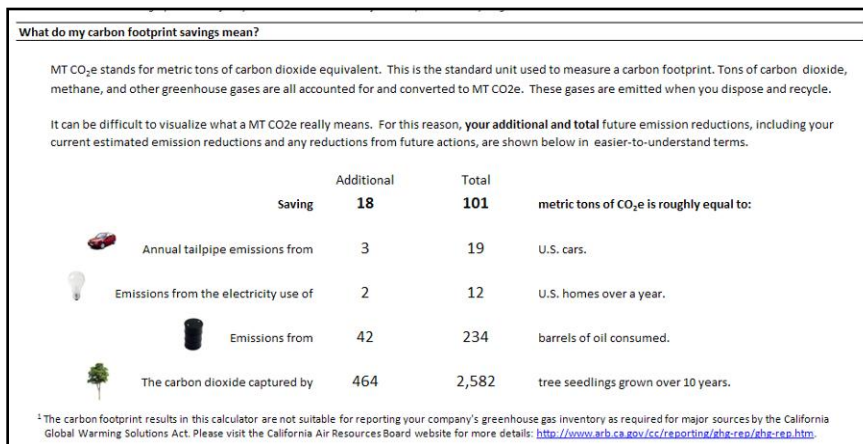 What do my carbon footprint savings mean?
MT CO₂e stands for metric tons of carbon dioxide equivalent. This is the standard unit used to measure a carbon footprint. Tons of carbon dioxide,
methane, and other greenhouse gases are all accounted for and converted to MT CO2e. These gases are emitted when you dispose and recycle.
It can be difficult to visualize what a MT CO2e really means. For this reason, your additional and total future emission reductions, including your
current estimated emission reductions and any reductions from future actions, are shown below in easier-to-understand terms.
Additional Total
Saving 18 101 metric tons of CO₂e is roughly equal to:
Annual tailpipe emissions from 3 19 U.S. cars.
Emissions from the electricity use of 2 12 U.S. homes over a year.
Emissions from 42 234 barrels of oil consumed.
The carbon dioxide captured by 464 2,582 tree seedlings grown over 10 years.
¹ The carbon footprint results in this calculator are not suitable for reporting your company's greenhouse gas inventory as required for major sources by the California
Global Warming Solutions Act. Please visit the California Air Resources Board website for more details: http://www.arb.ca.gov/cc/reporting/ghg-rep/ghg-rep.htm.